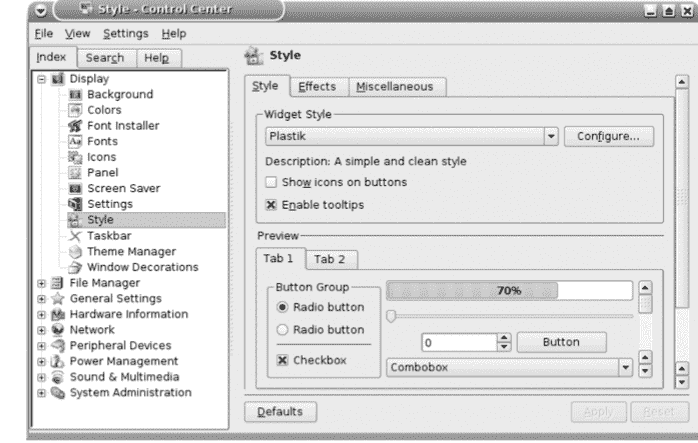 Style - Control Center
File View Settings Help
Index Search Help
Style
Display
Background
Colors
Font Installer
Fonts
Icons
Panel
Screen Saver
Settings
Style
Taskbar
Theme Manager
Window Decorations
File Manager
General Settings
Hardware Information
Network
Peripheral Devices
Power Management
Sound & Multimedia
System Administration
Style Effects Miscellaneous
Widget Style
Plastik Configure...
Description: A simple and clean style
Show icons on buttons
Enable tooltips
Preview
Tab 1 Tab 2
Button Group
Radio button
Radio button
Checkbox
70%
0 Button
Combobox
Defaults Apply Reset